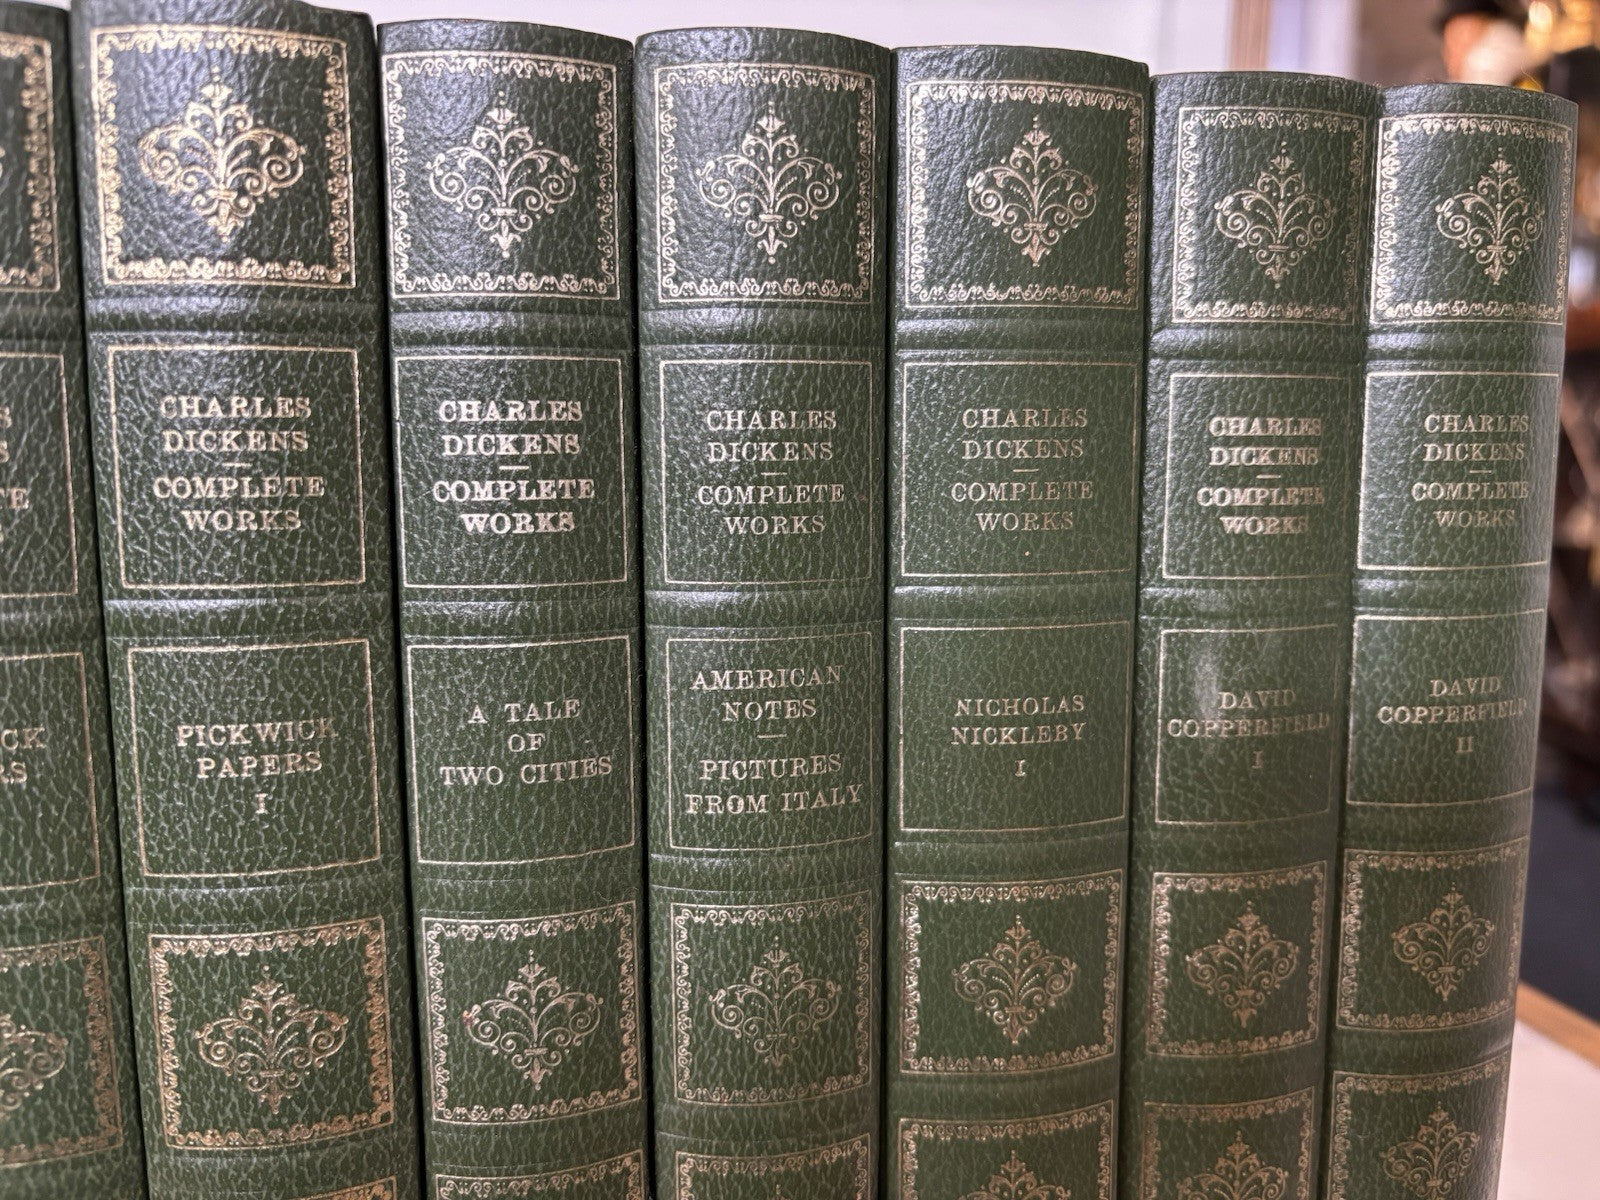 CHARLES
DICKENS
COMPLETE
WORKS
PICKWICK
PAPERS
I
CHARLES
DICKENS
COMPLETE
WORKS
A TALE
OF
TWO CITIES
CHARLES
DICKENS
COMPLETE
WORKS
AMERICAN
NOTES
PICTURES
FROM ITALY
CHARLES
DICKENS
COMPLETE
WORKS
NICHOLAS
NICKLEBY
I
CHARLES
DICKENS
COMPLETE
WORKS
DAVID
COPPERFIELD
I
CHARLES
DICKENS
COMPLETE
WORKS
DAVID
COPPERFIELD
II